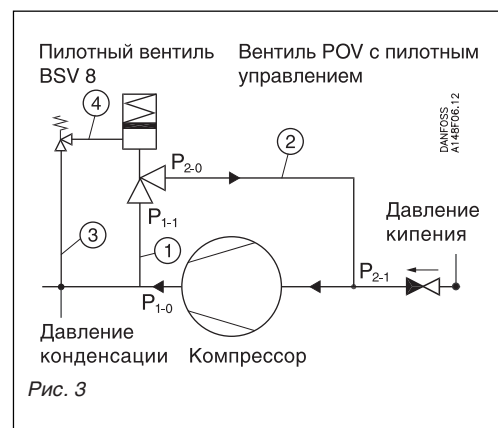 Пилотный вентиль
BSV 8
Вентиль POV с пилотным
управлением
4
DANFOSS
A148F06.12
P2-0
2
P1-1
Давление
кипения
3
1
P2-1
P1-0
Давление
конденсации
Компрессор
Рис. 3